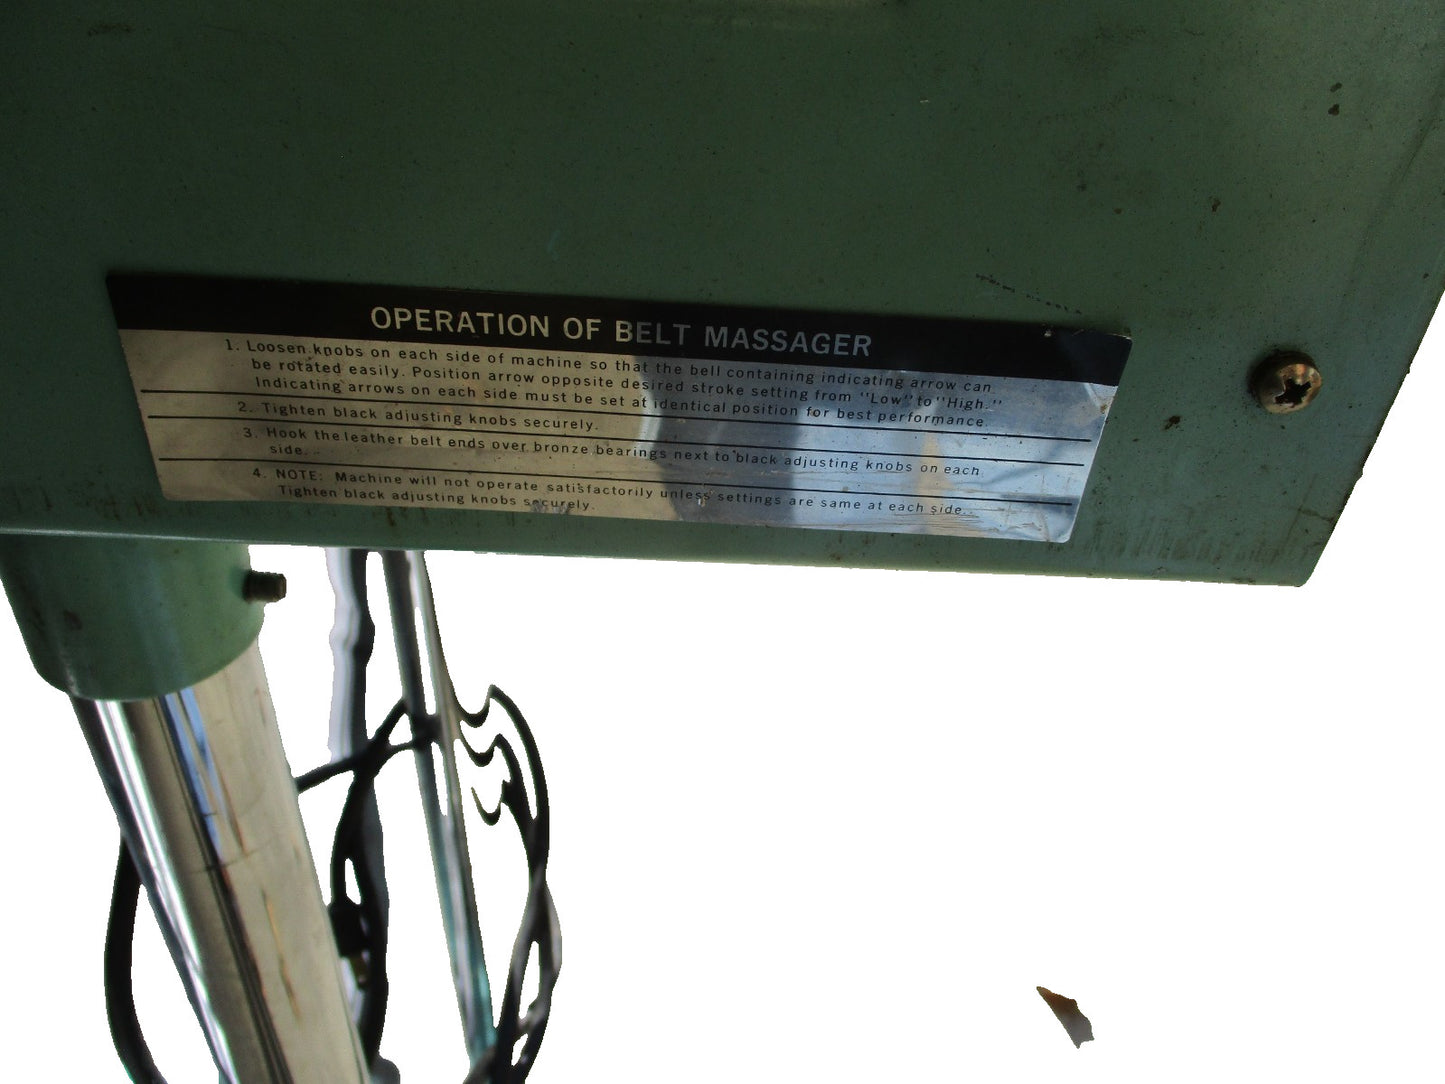 OPERATION OF BELT MASSAGER
1. Loosen knobs on each side of machine so that the bell containing indicating arrow can
be rotated easily. Position arrow opposite desired stroke setting from "Low" to "High."
Indicating arrows on each side must be set at identical position for best performance.
2. Tighten black adjusting knobs securely.
3. Hook the leather belt ends over bronze bearings next to black adjusting knobs on each
side.
4. NOTE: Machine will not operate satisfactorily unless settings are same at each side.
Tighten black adjusting knobs securely.